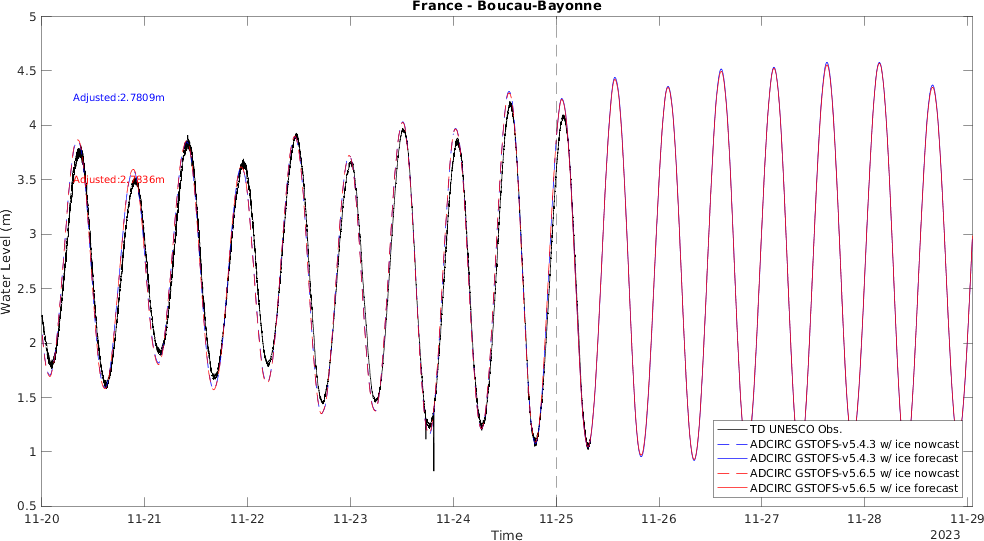 France - Boucau-Bayonne
5
4.5
4
3.5
3
2.5
2
1.5
1
0.5
Water Level (m)
Adjusted:2.7809m
11-20
11-21
11-22
11-23
11-24
11-25
11-26
11-27
11-28
11-29
Time
2023
TD UNESCO Obs.
ADCIRC GSTOFS-v5.4.3 w/ ice nowcast
ADCIRC GSTOFS-v5.4.3 w/ ice forecast
ADCIRC GSTOFS-v5.6.5 w/ ice nowcast
ADCIRC GSTOFS-v5.6.5 w/ ice forecast